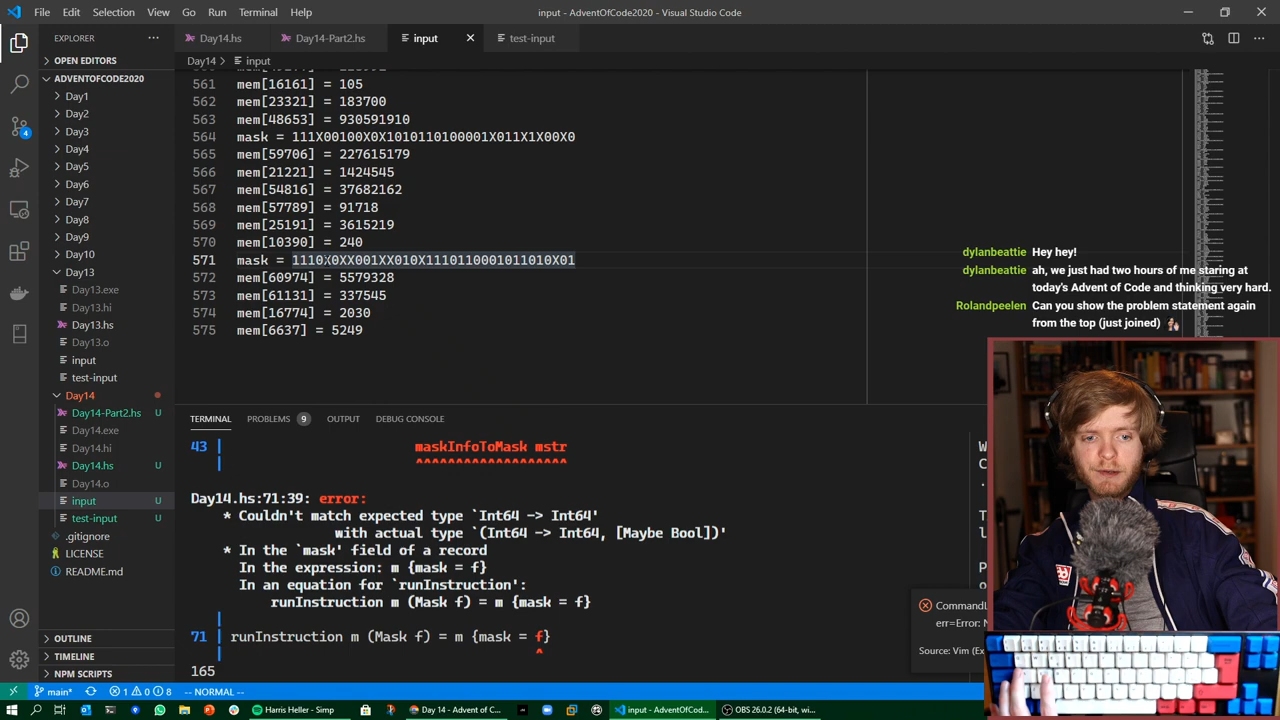 File Edit Selection View Go Run Terminal Help
input - AdventOfCode2020 - Visual Studio Code
EXPLORER
OPEN EDITORS
ADVENTOFCODE2020
Day1
Day2
Day3
Day4
Day5
Day6
Day7
Day8
Day9
Day10
Day13
Day13.exe
Day13.hi
Day13.hs
Day13.o
input
test-input
Day14
Day14-Part2.hs U
Day14.exe
Day14.hi
Day14.hs U
Day14.o
input U
test-input U
.gitignore
LICENSE
README.md
OUTLINE
TIMELINE
NPM SCRIPTS
4
Day14.hs Day14-Part2.hs input test-input
Day14 > input
561 mem[16161] = 105
562 mem[23321] = 183700
563 mem[48653] = 930591910
564 mask = 111X00100X0X1010110100001X011X1X00X0
565 mem[59706] = 227615179
566 mem[21221] = 1424545
567 mem[54816] = 37682162
568 mem[57789] = 91718
569 mem[25191] = 3615219
570 mem[10390] = 240
571 mask = 1110X0XX001XX010X1110110001011010X01
572 mem[60974] = 5579328
573 mem[61131] = 337545
574 mem[16774] = 2030
575 mem[6637] = 5249
dylanbeattie Hey hey!
dylanbeattie ah, we just had two hours of me staring at
today's Advent of Code and thinking very hard.
Rolandpeelen Can you show the problem statement again
from the top (just joined)
TERMINAL PROBLEMS 9 OUTPUT DEBUG CONSOLE
43 | maskInfoToMask mstr
| ^^^^^^^^^^^^^^^^^^^
Day14.hs:71:39: error:
* Couldn't match expected type `Int64 -> Int64'
with actual type `(Int64 -> Int64, [Maybe Bool])'
* In the `mask' field of a record
In the expression: m {mask = f}
In an equation for `runInstruction':
runInstruction m (Mask f) = m {mask = f}
|
71 | runInstruction m (Mask f) = m {mask = f}
| ^
165
CommandL
err=Error: N
Source: Vim (Ex
main* 1 0 8 -- NORMAL --
Harris Heller - Simp
Day 14 - Advent of C...
input - AdventOfCod...
OBS 26.0.2 (64-bit, w...